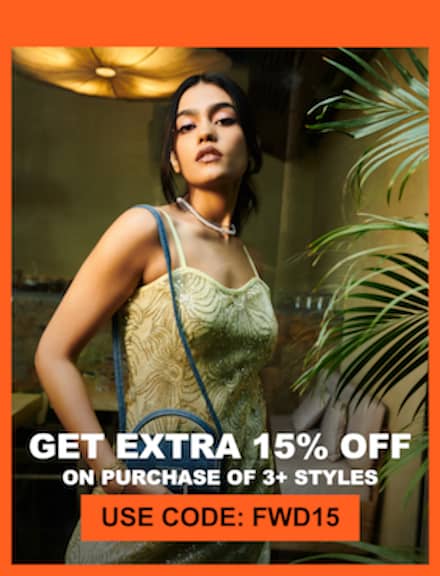 GET EXTRA 15% OFF
ON PURCHASE OF 3+ STYLES
USE CODE: FWD15